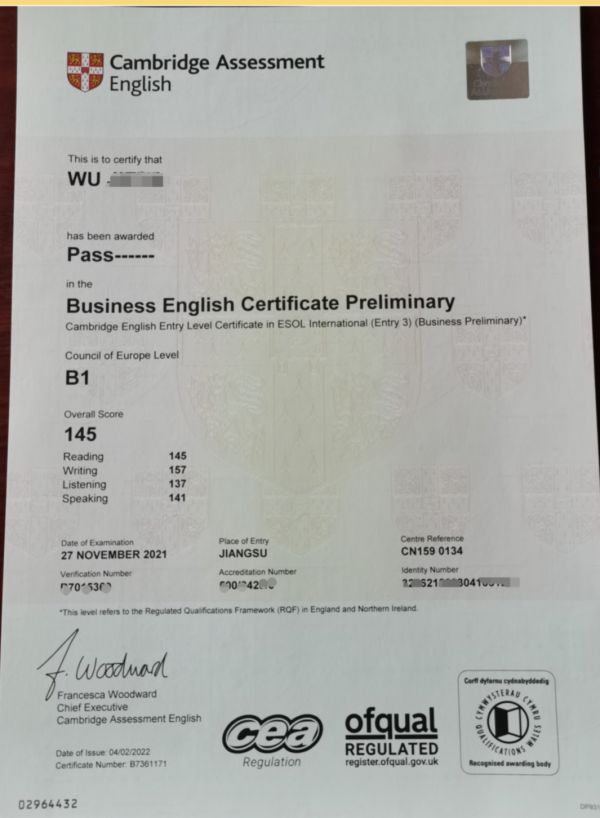 Cambridge Assessment
English
This is to certify that
WU
has been awarded
Pass------
in the
Business English Certificate Preliminary
Cambridge English Entry Level Certificate in ESOL International (Entry 3) (Business Preliminary)*
Council of Europe Level
B1
Overall Score
145
Reading 145
Writing 157
Listening 137
Speaking 141
Date of Examination Place of Entry Centre Reference
27 NOVEMBER 2021 JIANGSU CN159 0134
Verification Number Accreditation Number Identity Number
*This level refers to the Regulated Qualifications Framework (RQF) in England and Northern Ireland.
F. Woodward
Francesca Woodward
Chief Executive
Cambridge Assessment English
Date of Issue: 04/02/2022
Certificate Number: B7361171
cea
Regulation
ofqual
REGULATED
register.ofqual.gov.uk
Corff dyfarnu cydnabyddedig
CYMWYSTERAU CYMRU
QUALIFICATIONS WALES
Recognised awarding body
02964432